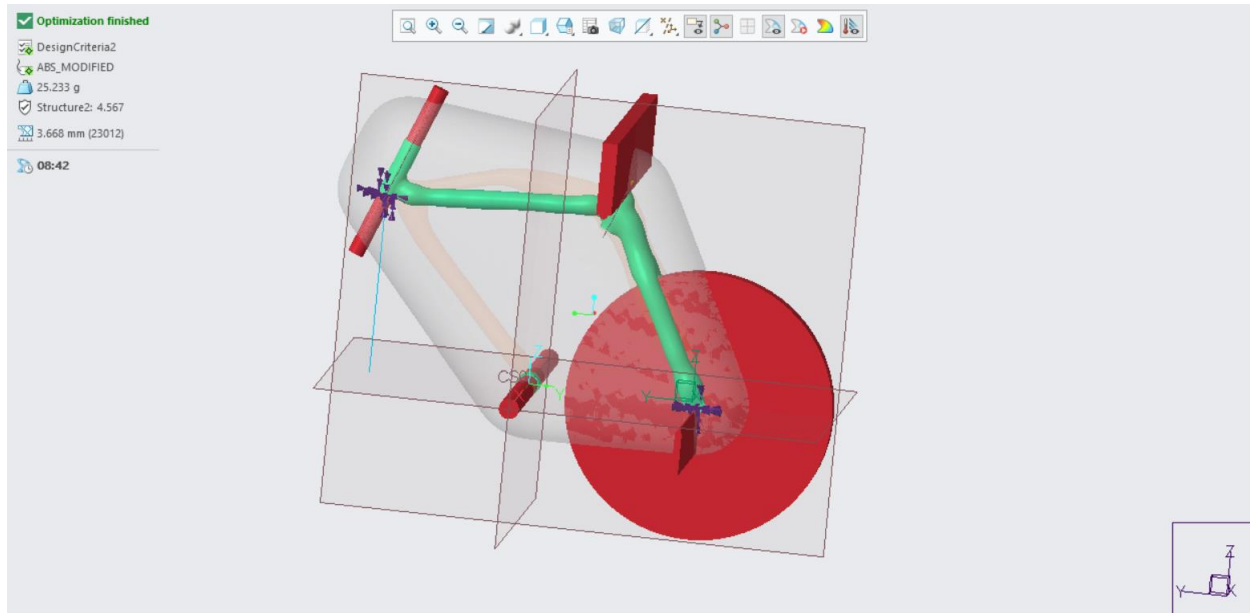 Optimization finished
DesignCriteria2
ABS_MODIFIED
25.233 g
Structure2: 4.567
3.668 mm (23012)
08:42
Z
CS0
Y
Z
Y
Z
Y
X